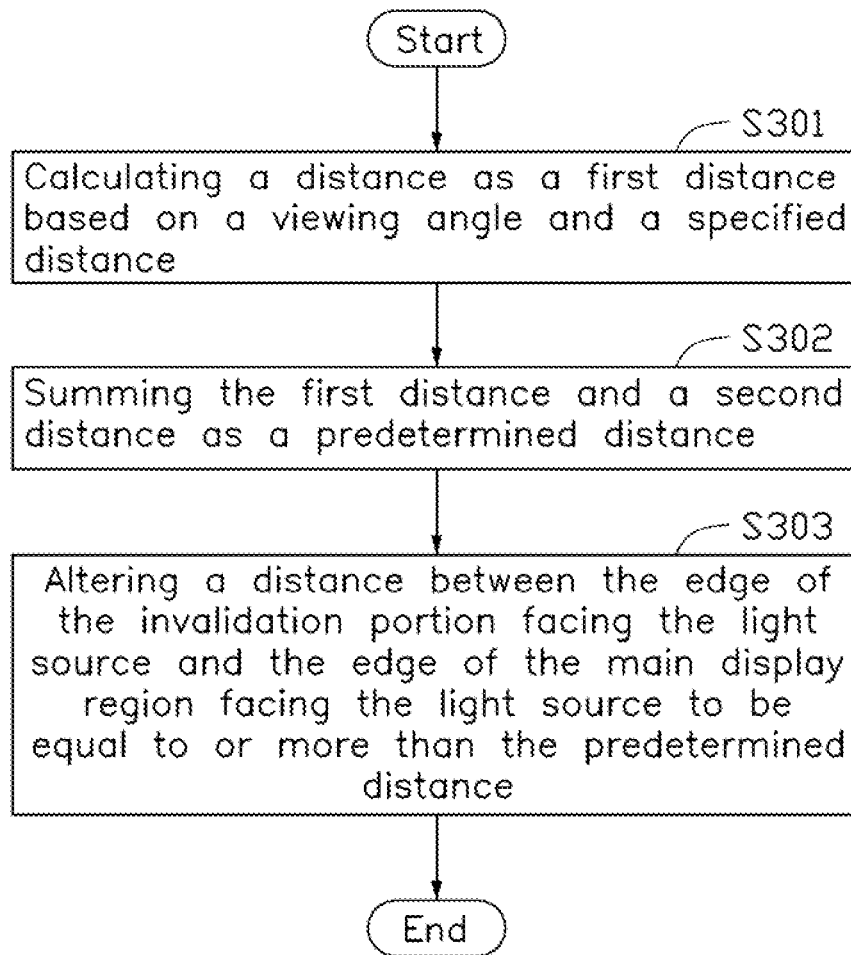 Start
S301
Calculating a distance as a first distance
based on a viewing angle and a specified
distance
S302
Summing the first distance and a second
distance as a predetermined distance
S303
Altering a distance between the edge of
the invalidation portion facing the light
source and the edge of the main display
region facing the light source to be
equal to or more than the predetermined
distance
End